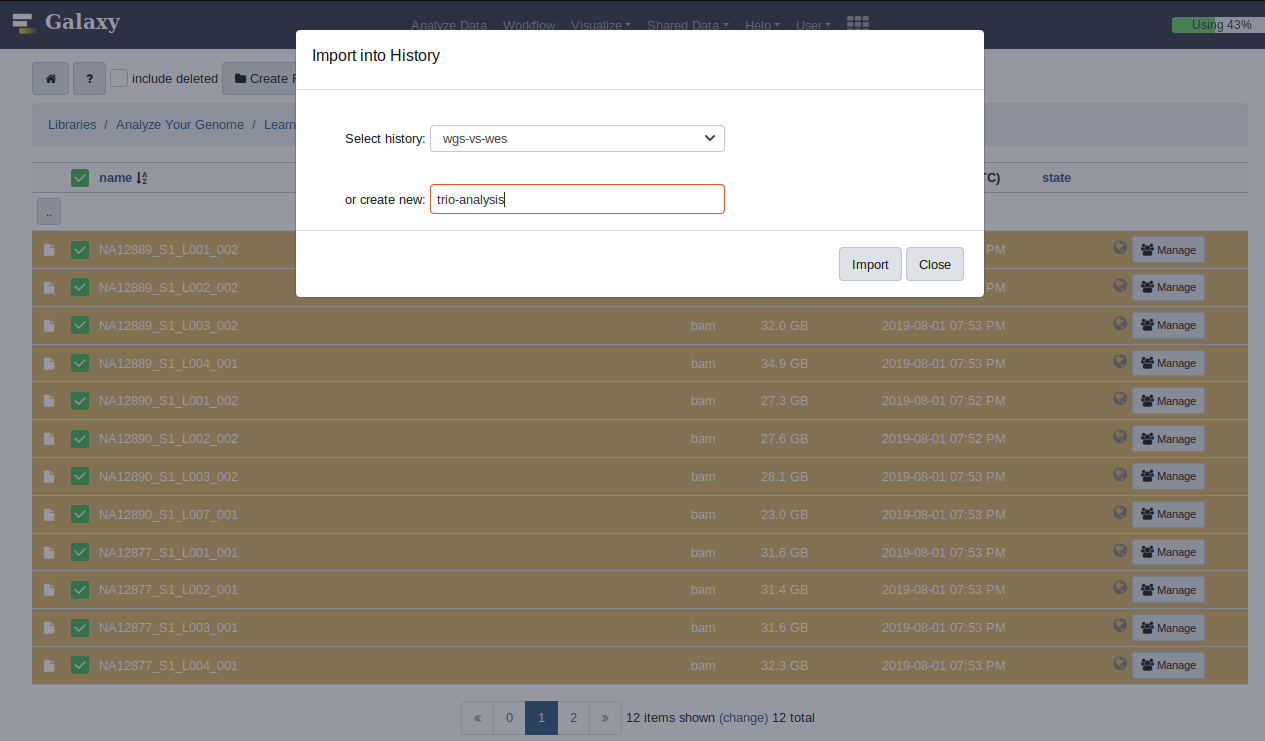 Galaxy
Analyze Data Workflow Visualize Shared Data Help User
Using 43%
Import into History
? include deleted Create F
Select history: wgs-vs-wes
Libraries / Analyze Your Genome / Learn
name TC) state
or create new: trio-analysis
..
NA12889_S1_L001_002 PM Manage
Import Close
NA12889_S1_L002_002 PM Manage
NA12889_S1_L003_002 bam 32.0 GB 2019-08-01 07:53 PM Manage
NA12889_S1_L004_001 bam 34.9 GB 2019-08-01 07:53 PM Manage
NA12890_S1_L001_002 bam 27.3 GB 2019-08-01 07:52 PM Manage
NA12890_S1_L002_002 bam 27.6 GB 2019-08-01 07:52 PM Manage
NA12890_S1_L003_002 bam 28.1 GB 2019-08-01 07:53 PM Manage
NA12890_S1_L007_001 bam 23.0 GB 2019-08-01 07:53 PM Manage
NA12877_S1_L001_001 bam 31.6 GB 2019-08-01 07:53 PM Manage
NA12877_S1_L002_001 bam 31.4 GB 2019-08-01 07:53 PM Manage
NA12877_S1_L003_001 bam 31.6 GB 2019-08-01 07:53 PM Manage
NA12877_S1_L004_001 bam 32.3 GB 2019-08-01 07:53 PM Manage
« 0 1 2 » 12 items shown (change) 12 total